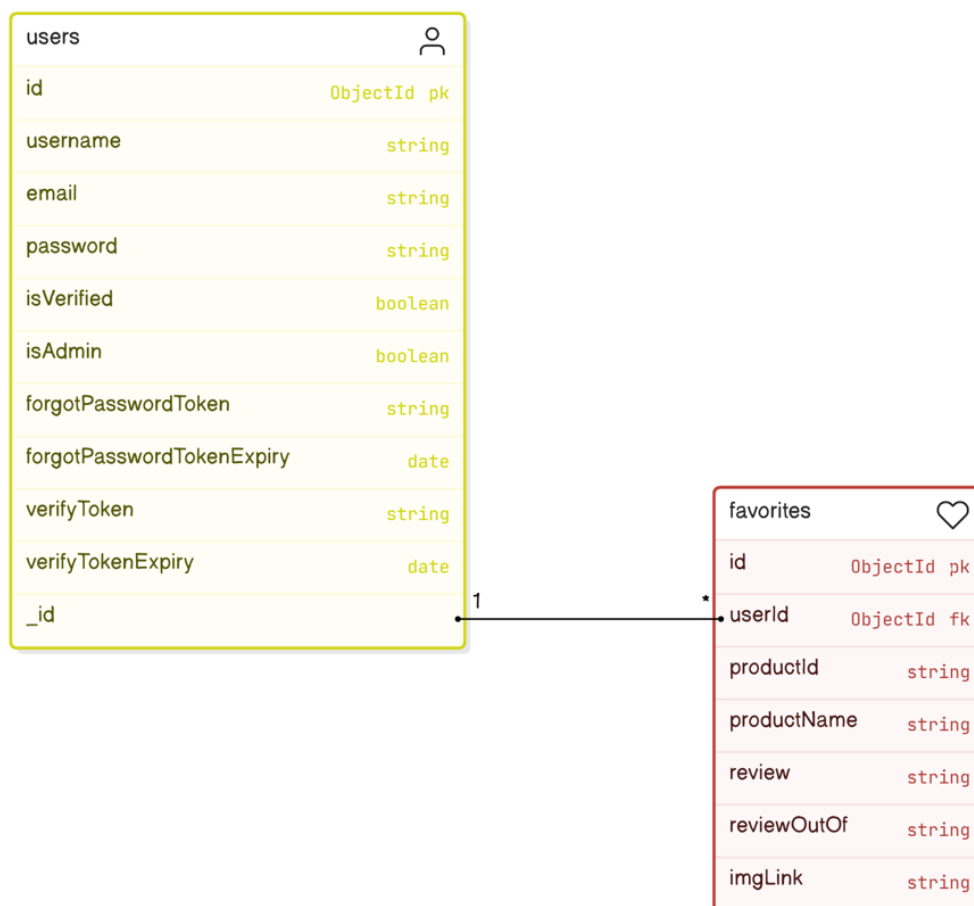 users
id ObjectId pk
username string
email string
password string
isVerified boolean
isAdmin boolean
forgotPasswordToken string
forgotPasswordTokenExpiry date
verifyToken string
verifyTokenExpiry date
_id
1 *
favorites
id ObjectId pk
userId ObjectId fk
productId string
productName string
review string
reviewOutOf string
imgLink string